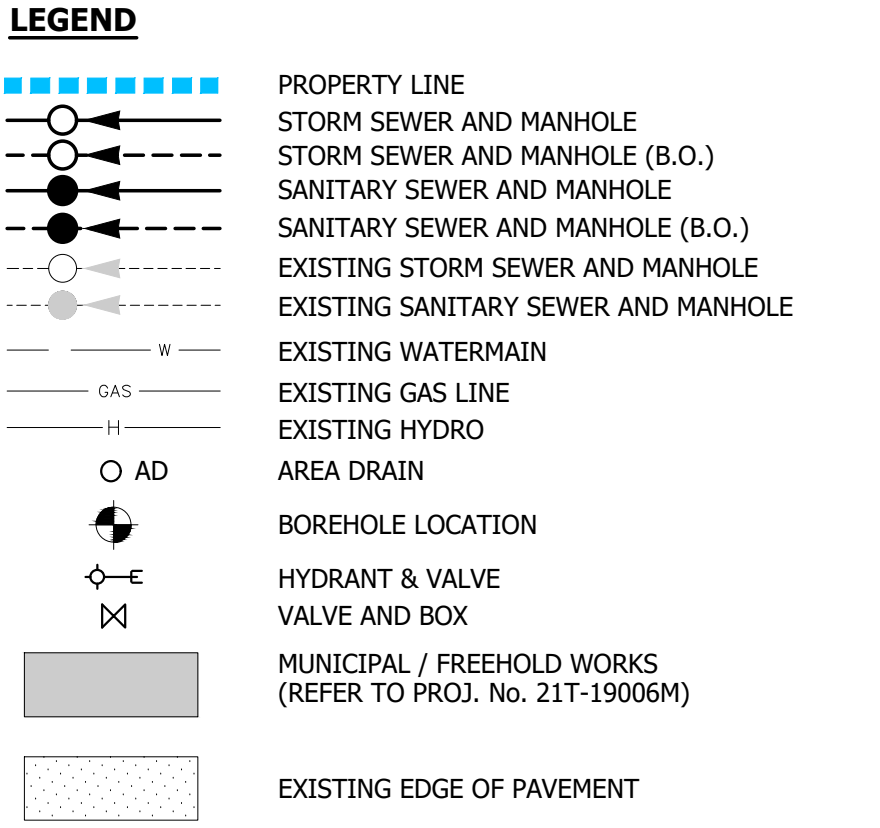 LEGEND
PROPERTY LINE
STORM SEWER AND MANHOLE
STORM SEWER AND MANHOLE (B.O.)
SANITARY SEWER AND MANHOLE
SANITARY SEWER AND MANHOLE (B.O.)
EXISTING STORM SEWER AND MANHOLE
EXISTING SANITARY SEWER AND MANHOLE
W EXISTING WATERMAIN
GAS EXISTING GAS LINE
H EXISTING HYDRO
AD AREA DRAIN
BOREHOLE LOCATION
HYDRANT & VALVE
VALVE AND BOX
MUNICIPAL / FREEHOLD WORKS
(REFER TO PROJ. No. 21T-19006M)
EXISTING EDGE OF PAVEMENT